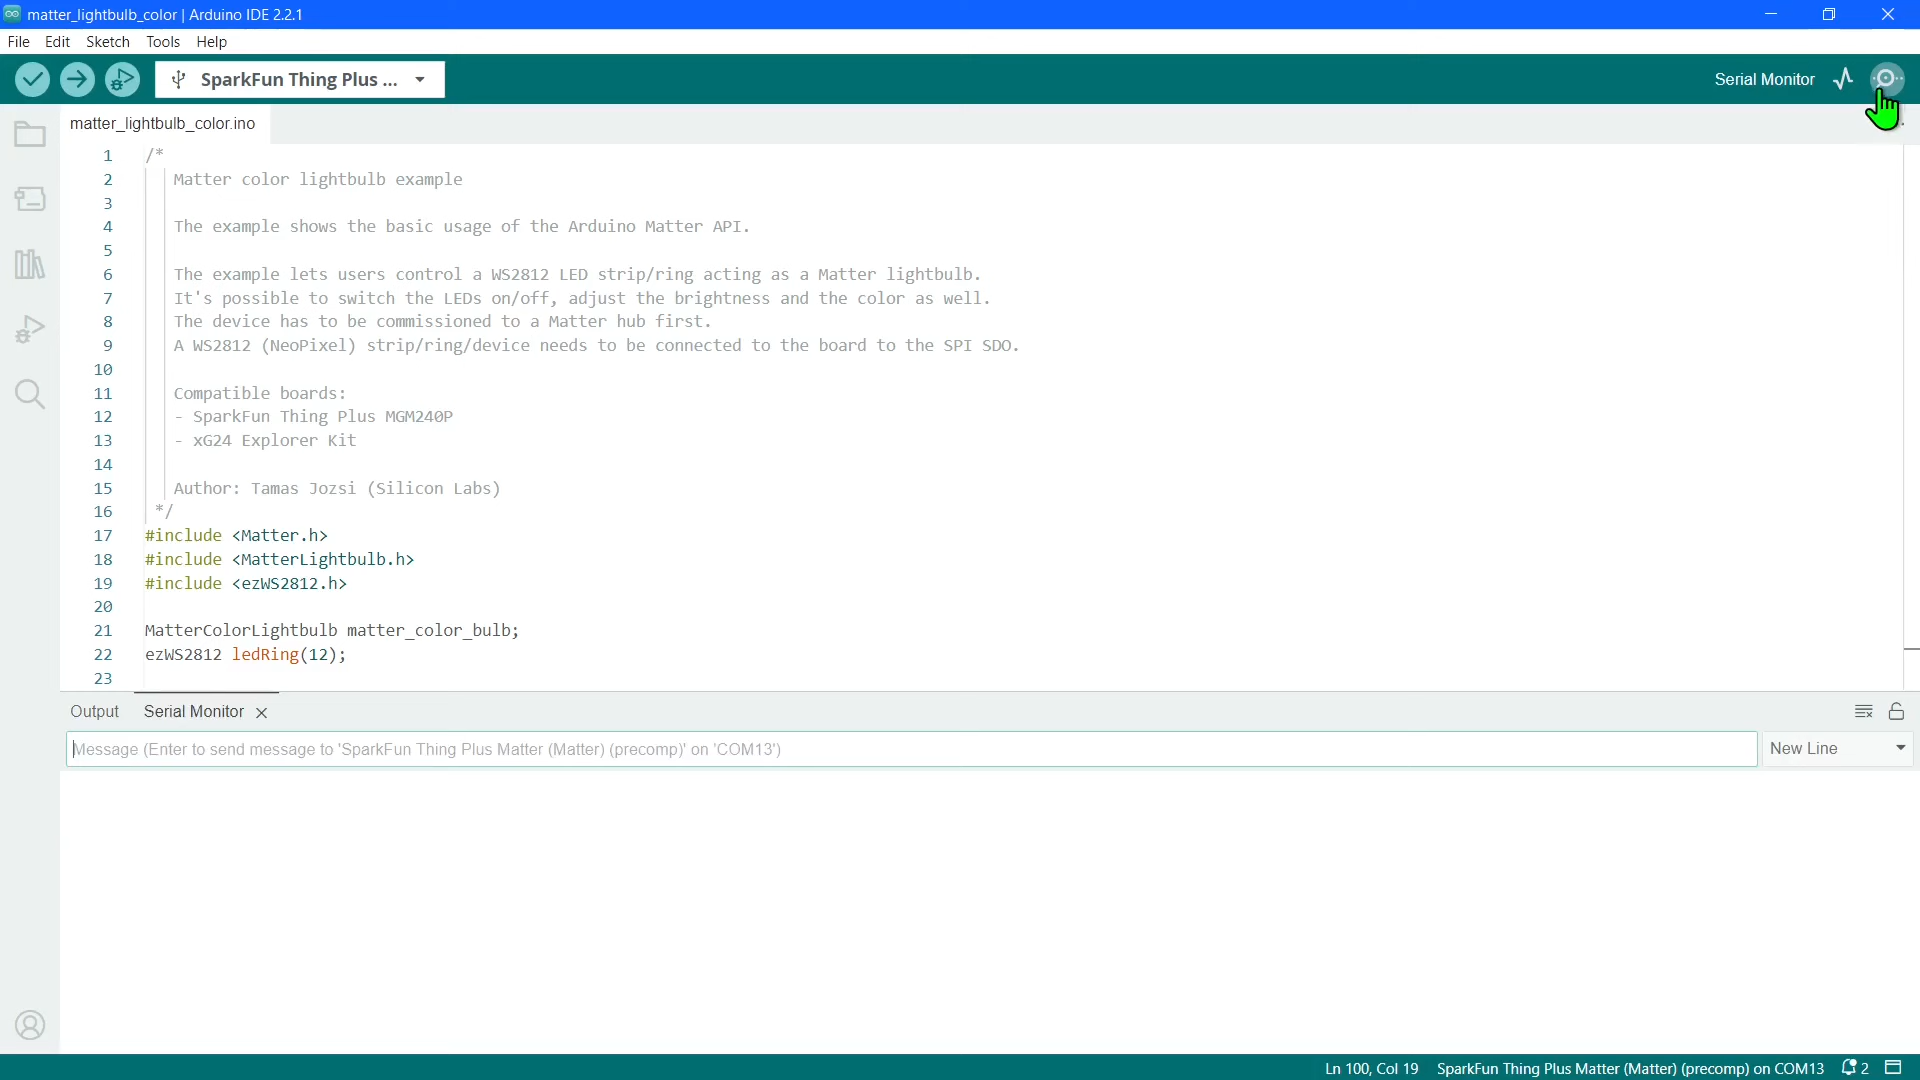 matter_lightbulb_color | Arduino IDE 2.2.1
File Edit Sketch Tools Help
SparkFun Thing Plus ... Serial Monitor
matter_lightbulb_color.ino
1 /*
2 Matter color lightbulb example
3
4 The example shows the basic usage of the Arduino Matter API.
5
6 The example lets users control a WS2812 LED strip/ring acting as a Matter lightbulb.
7 It's possible to switch the LEDs on/off, adjust the brightness and the color as well.
8 The device has to be commissioned to a Matter hub first.
9 A WS2812 (NeoPixel) strip/ring/device needs to be connected to the board to the SPI SDO.
10
11 Compatible boards:
12 - SparkFun Thing Plus MGM240P
13 - xG24 Explorer Kit
14
15 Author: Tamas Jozsi (Silicon Labs)
16 */
17 #include <Matter.h>
18 #include <MatterLightbulb.h>
19 #include <ezWS2812.h>
20
21 MatterColorLightbulb matter_color_bulb;
22 ezWS2812 ledRing(12);
23
Output Serial Monitor
Message (Enter to send message to 'SparkFun Thing Plus Matter (Matter) (precomp)' on 'COM13') New Line
Ln 100, Col 19 SparkFun Thing Plus Matter (Matter) (precomp) on COM13 2